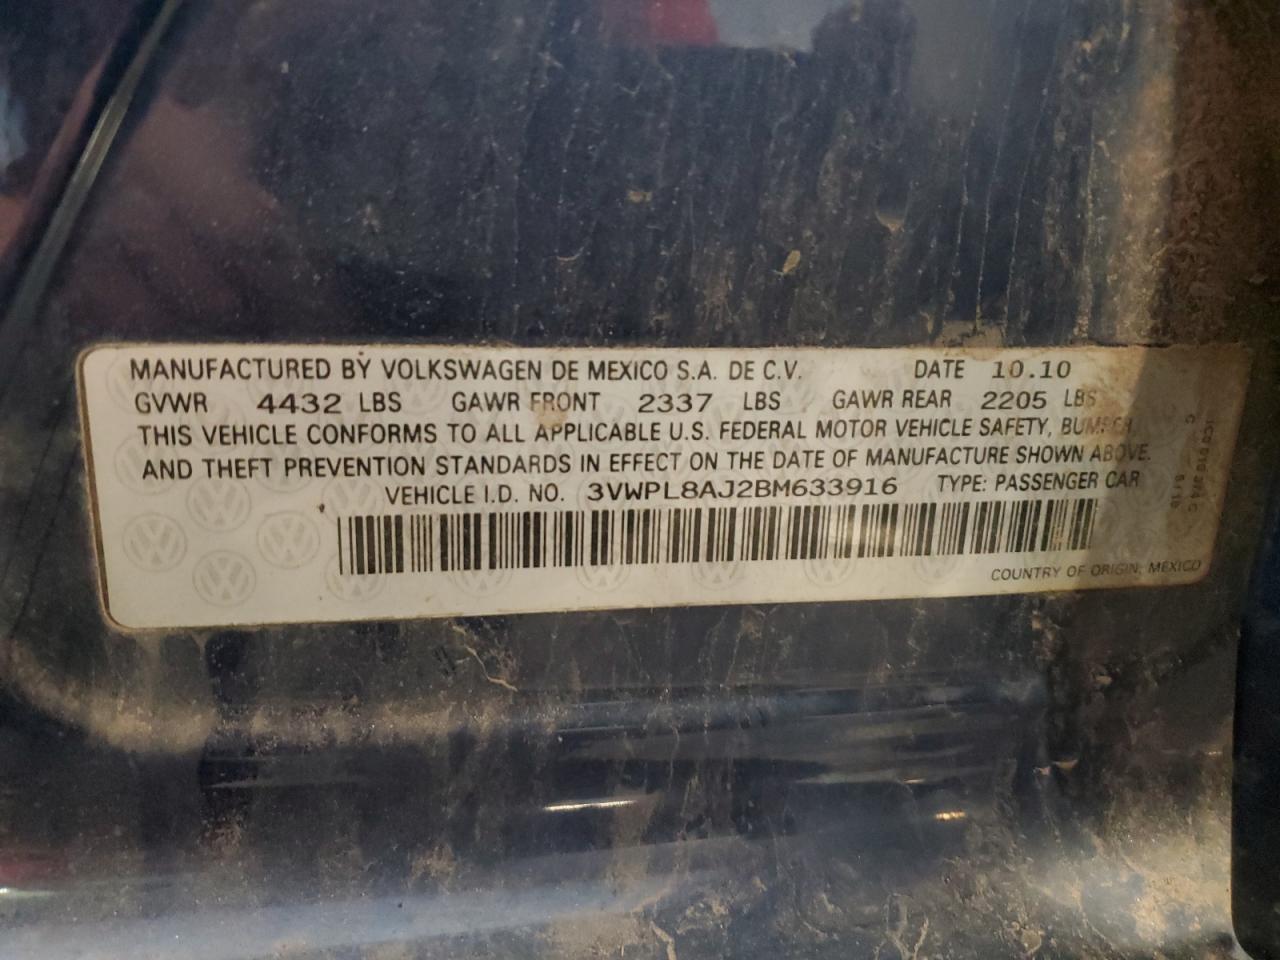 MANUFACTURED BY VOLKSWAGEN DE MEXICO S.A. DE C.V. DATE 10.10
GVWR 4432 LBS GAWR FRONT 2337 LBS GAWR REAR 2205 LBS
THIS VEHICLE CONFORMS TO ALL APPLICABLE U.S. FEDERAL MOTOR VEHICLE SAFETY, BUMPER,
AND THEFT PREVENTION STANDARDS IN EFFECT ON THE DATE OF MANUFACTURE SHOWN ABOVE.
VEHICLE I.D. NO. 3VWPL8AJ2BM633916 TYPE: PASSENGER CAR
COUNTRY OF ORIGIN: MEXICO